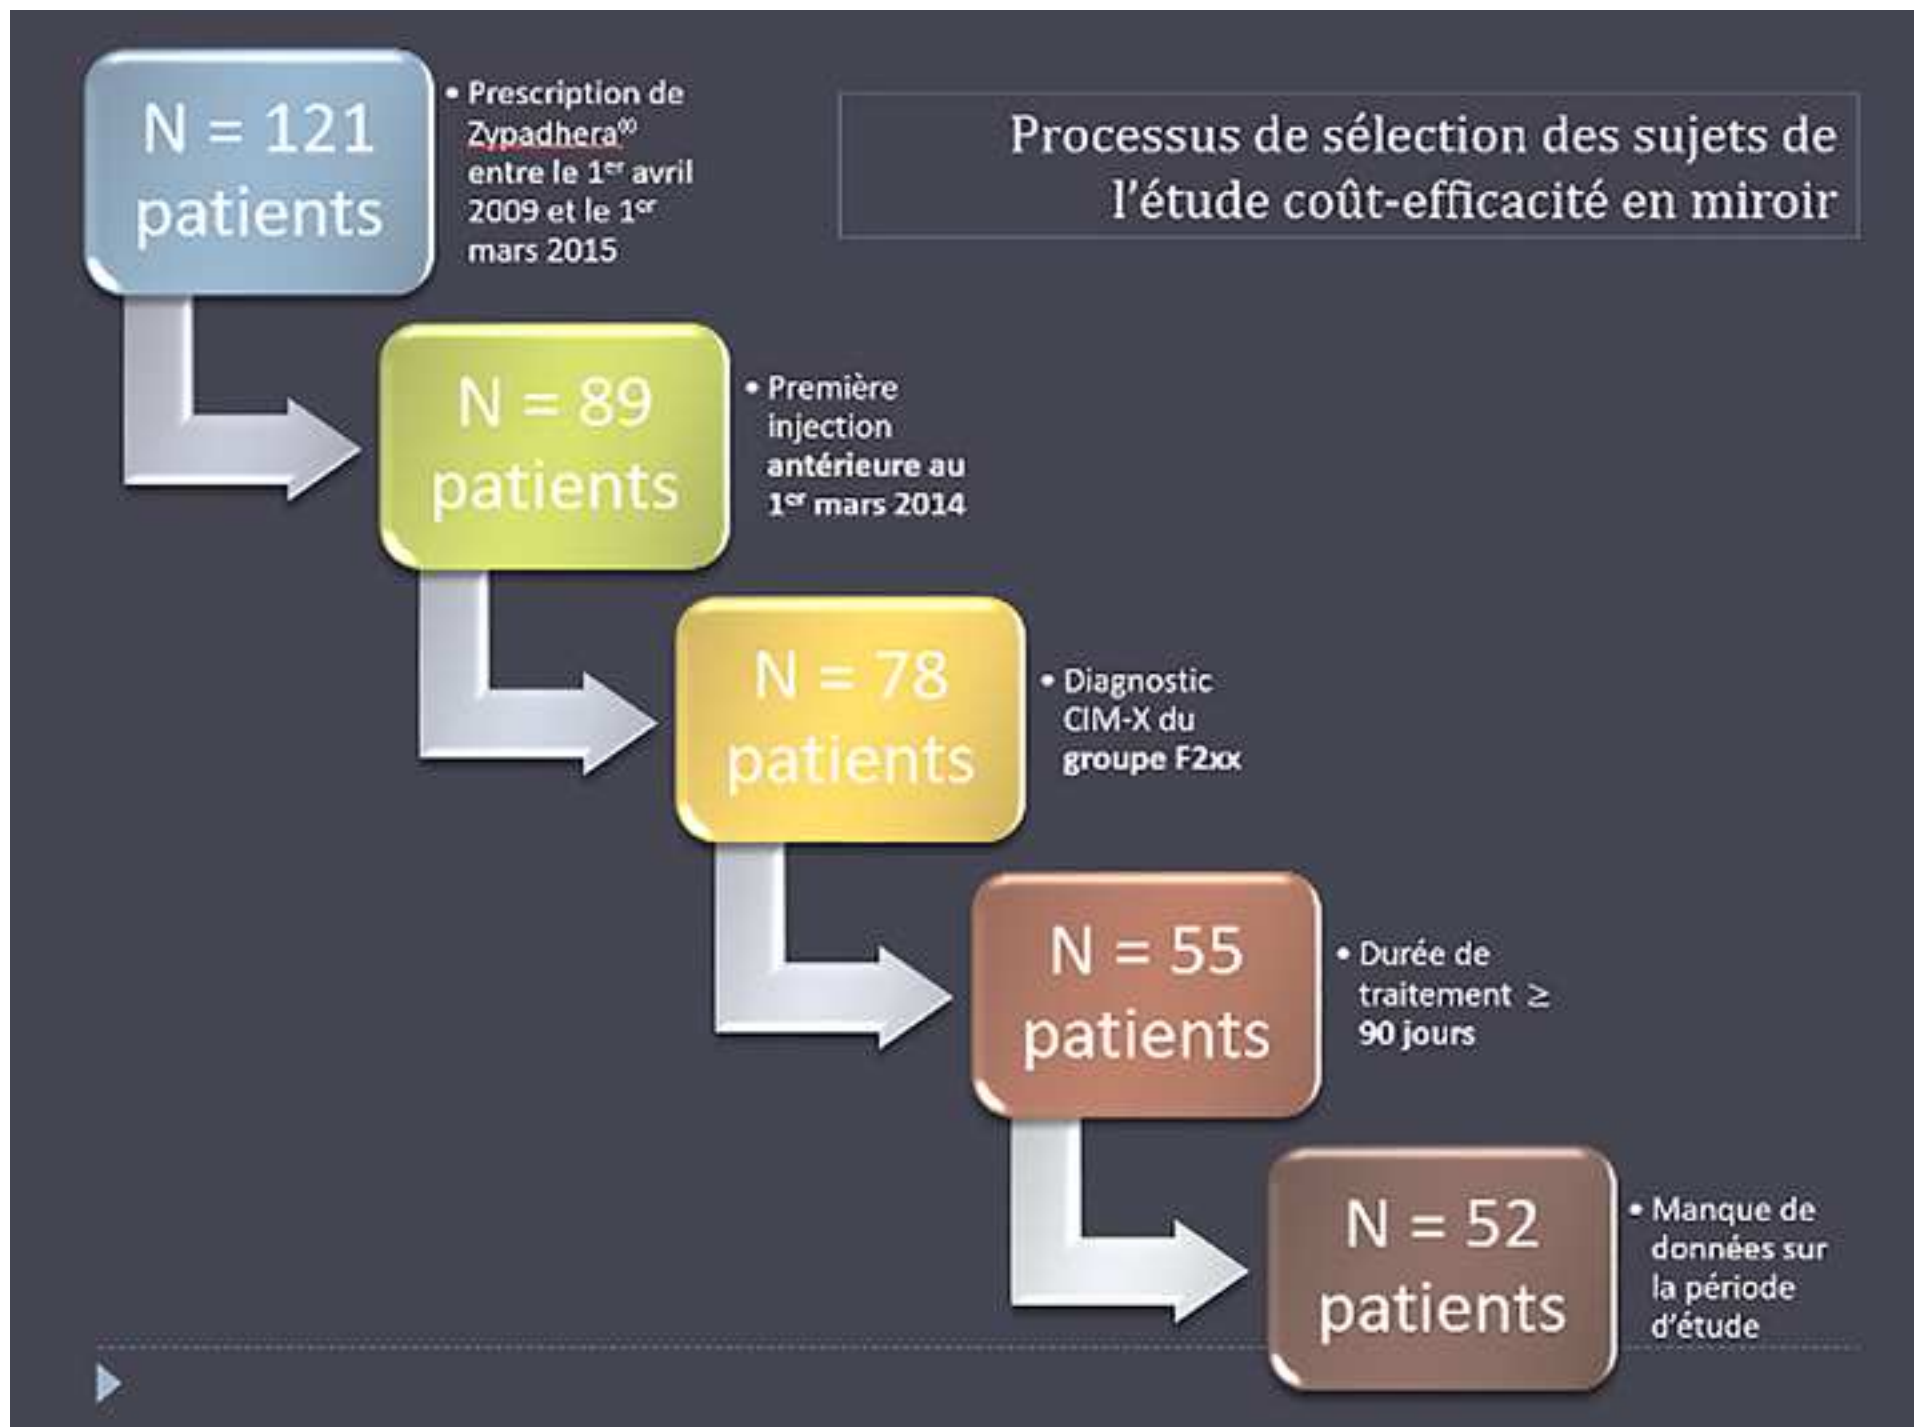 Processus de sélection des sujets de
l'étude coût-efficacité en miroir
N = 121
patients
• Prescription de
Zypadhera®
entre le 1er avril
2009 et le 1er
mars 2015
N = 89
patients
• Première
injection
antérieure au
1er mars 2014
N = 78
patients
• Diagnostic
CIM-X du
groupe F2xx
N = 55
patients
• Durée de
traitement ≥
90 jours
N = 52
patients
• Manque de
données sur
la période
d'étude